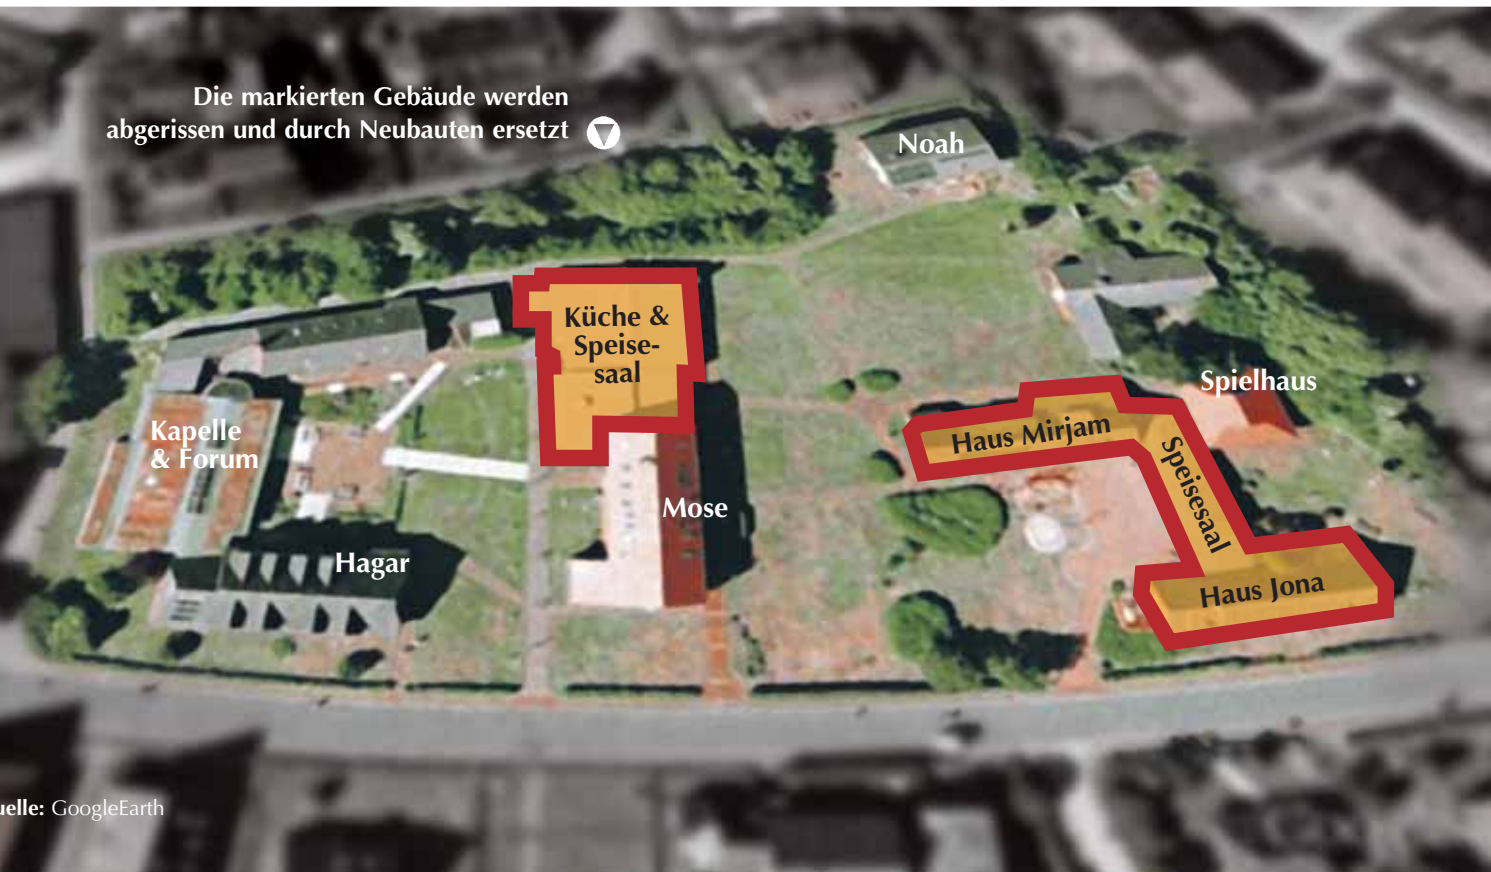 Die markierten Gebäude werden
abgerissen und durch Neubauten ersetzt
Noah
Küche &
Speise-
saal
Spielhaus
Kapelle
& Forum
Haus Mirjam
Speisesaal
Mose
Hagar
Haus Jona
uelle: GoogleEarth